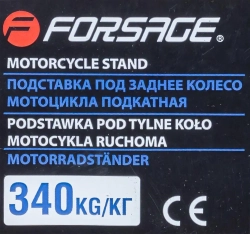 FORSAGE®
MOTORCYCLE STAND
ПОДСТАВКА ПОД ЗАДНЕЕ КОЛЕСО
МОТОЦИКЛА ПОДКАТНАЯ
PODSTAWKA POD TYLNE KOŁO
MOTOCYKLA RUCHOMA
MOTORRADSTÄNDER
340KG/КГ CE